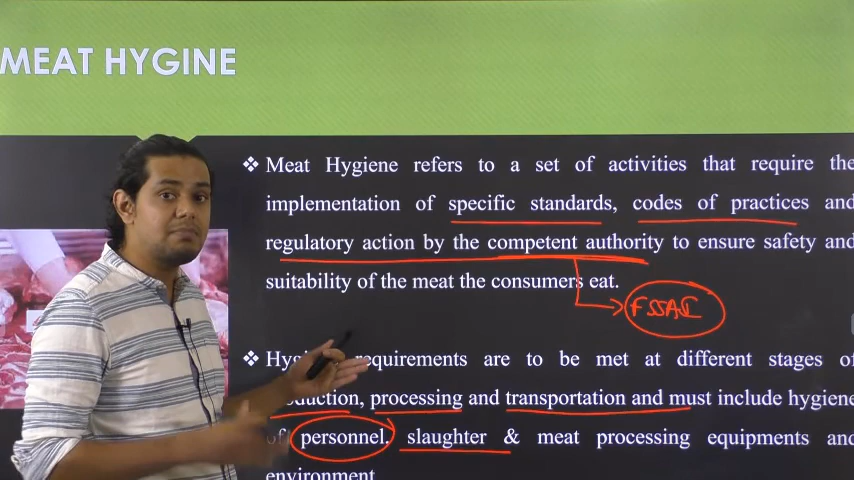 MEAT HYGINE
❖ Meat Hygiene refers to a set of activities that require the
implementation of specific standards, codes of practices and
regulatory action by the competent authority to ensure safety and
suitability of the meat the consumers eat.
FSSAI
❖ requirements are to be met at different stages of
processing and transportation and must include hygiene
of personnel, slaughter & meat processing equipments and
environment